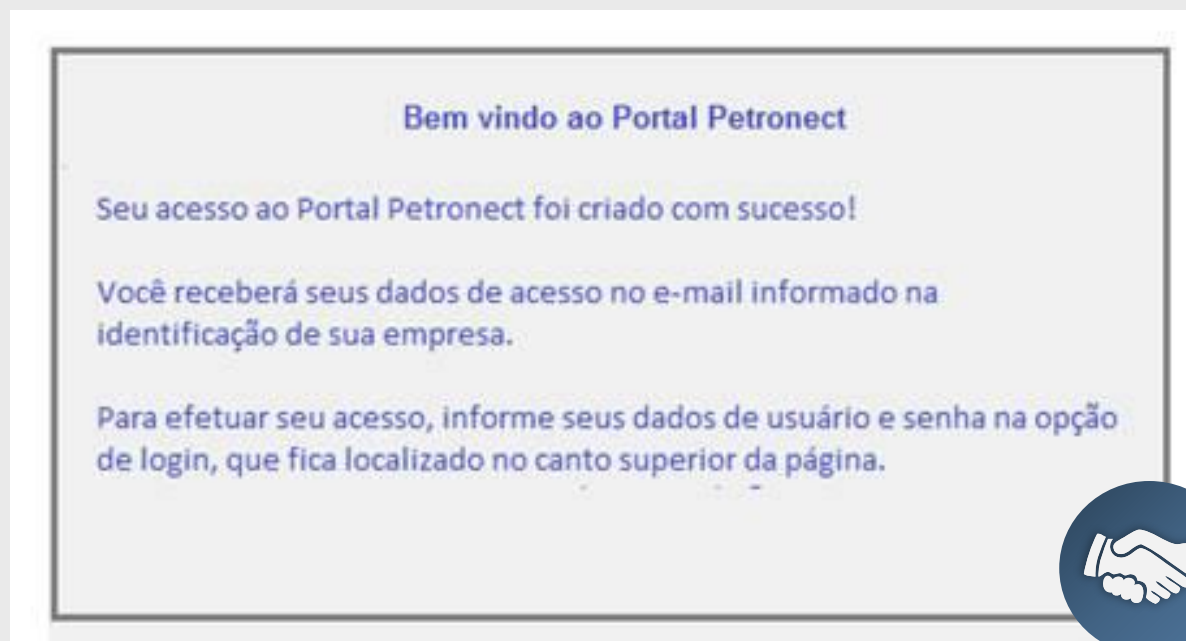 Bem vindo ao Portal Petronect
Seu acesso ao Portal Petronect foi criado com sucesso!
Você receberá seus dados de acesso no e-mail informado na
identificação de sua empresa.
Para efetuar seu acesso, informe seus dados de usuário e senha na opção
de login, que fica localizado no canto superior da página.